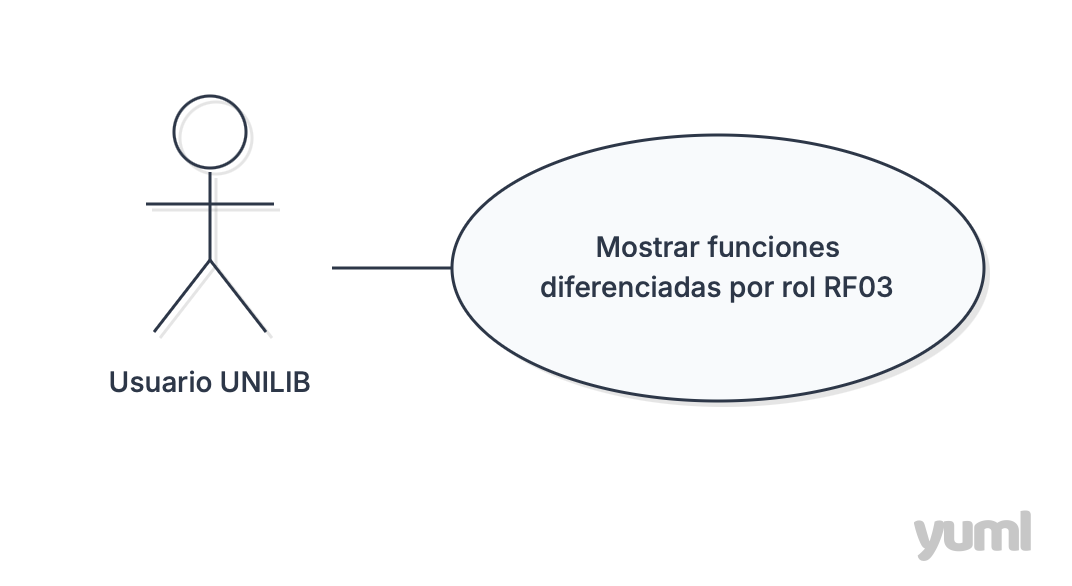 Mostrar funciones
diferenciadas por rol RF03
Usuario UNILIB
yuml